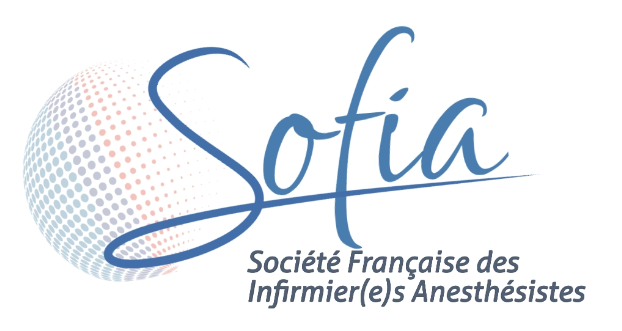 Sofia
Société Française des
Infirmier(e)s Anesthésistes